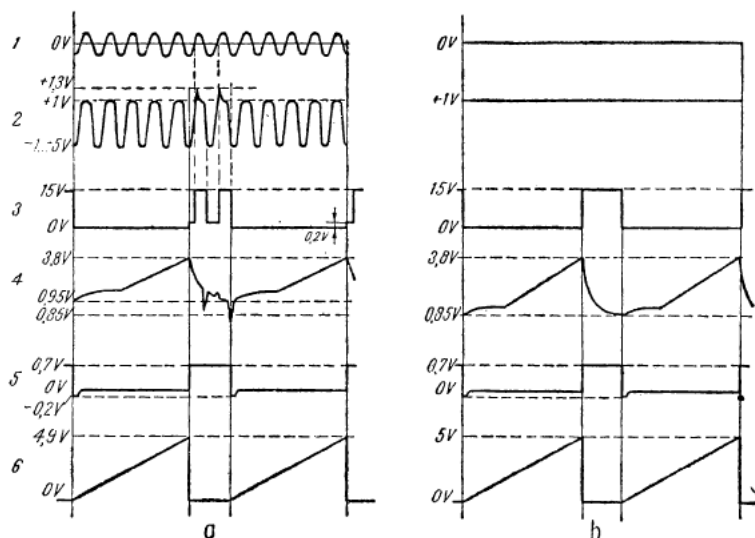 1 0V
+1,3V
+1V
2
-1...-5V
15V
3
0V
0,2V
3,8V
4
0,95V
0,85V
0,7V
5
0V
-0,2V
4,9V
6
0V
a
0V
+1V
15V
0V
3,8V
0,85V
0,7V
0V
5V
0V
b